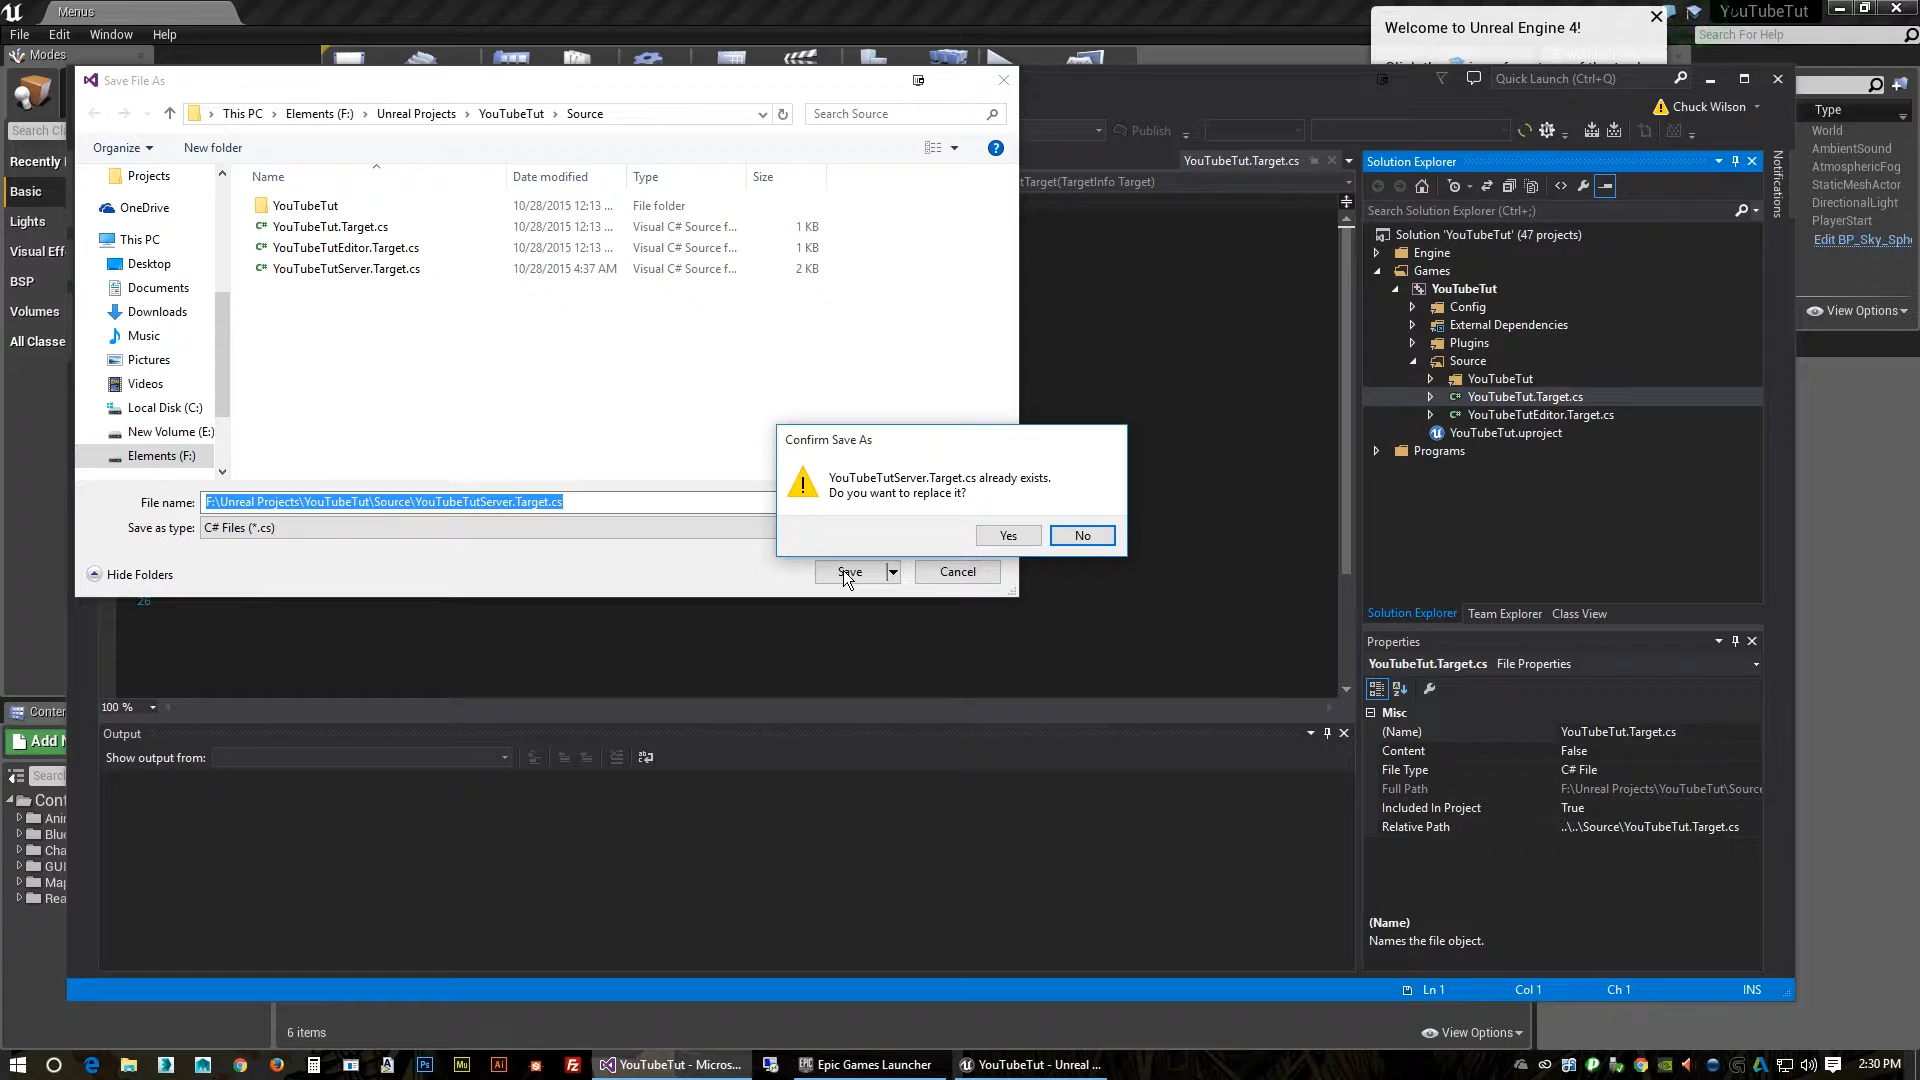 Menus
YouTubeTut
File Edit Window Help
Welcome to Unreal Engine 4!
Search For Help
Modes
Save File As
Quick Launch (Ctrl+Q)
Chuck Wilson
This PC > Elements (F:) > Unreal Projects > YouTubeTut > Source
Search Source
Type
Publish
Organize New folder
World
AmbientSound
AtmosphericFog
StaticMeshActor
DirectionalLight
PlayerStart
Edit BP_Sky_Sph
View Options
Search Cl
Recently
Basic
Lights
Visual Eff
BSP
Volumes
All Classe
Projects
OneDrive
This PC
Desktop
Documents
Downloads
Music
Pictures
Videos
Local Disk (C:)
New Volume (E:)
Elements (F:)
Name Date modified Type Size
YouTubeTut 10/28/2015 12:13 ... File folder
YouTubeTut.Target.cs 10/28/2015 12:13 ... Visual C# Source f... 1 KB
YouTubeTutEditor.Target.cs 10/28/2015 12:13 ... Visual C# Source f... 1 KB
YouTubeTutServer.Target.cs 10/28/2015 4:37 AM Visual C# Source f... 2 KB
File name: F:\Unreal Projects\YouTubeTut\Source\YouTubeTutServer.Target.cs
Save as type: C# Files (*.cs)
Hide Folders
Save Cancel
Confirm Save As
YouTubeTutServer.Target.cs already exists.
Do you want to replace it?
Yes No
YouTubeTut.Target.cs
tTarget(TargetInfo Target)
26
Solution Explorer
Notifications
Search Solution Explorer (Ctrl+;)
Solution 'YouTubeTut' (47 projects)
Engine
Games
YouTubeTut
Config
External Dependencies
Plugins
Source
YouTubeTut
YouTubeTut.Target.cs
YouTubeTutEditor.Target.cs
YouTubeTut.uproject
Programs
Solution Explorer Team Explorer Class View
Properties
YouTubeTut.Target.cs File Properties
Misc
(Name) YouTubeTut.Target.cs
Content False
File Type C# File
Full Path F:\Unreal Projects\YouTubeTut\Source
Included In Project True
Relative Path ..\..\Source\YouTubeTut.Target.cs
(Name)
Names the file object.
100 %
Output
Show output from:
Conten
Add N
Search
Cont
Ani
Blue
Cha
GUI
Map
Rea
Ln 1 Col 1 Ch 1 INS
6 items
View Options
YouTubeTut - Micros...
Epic Games Launcher
YouTubeTut - Unreal ...
2:30 PM